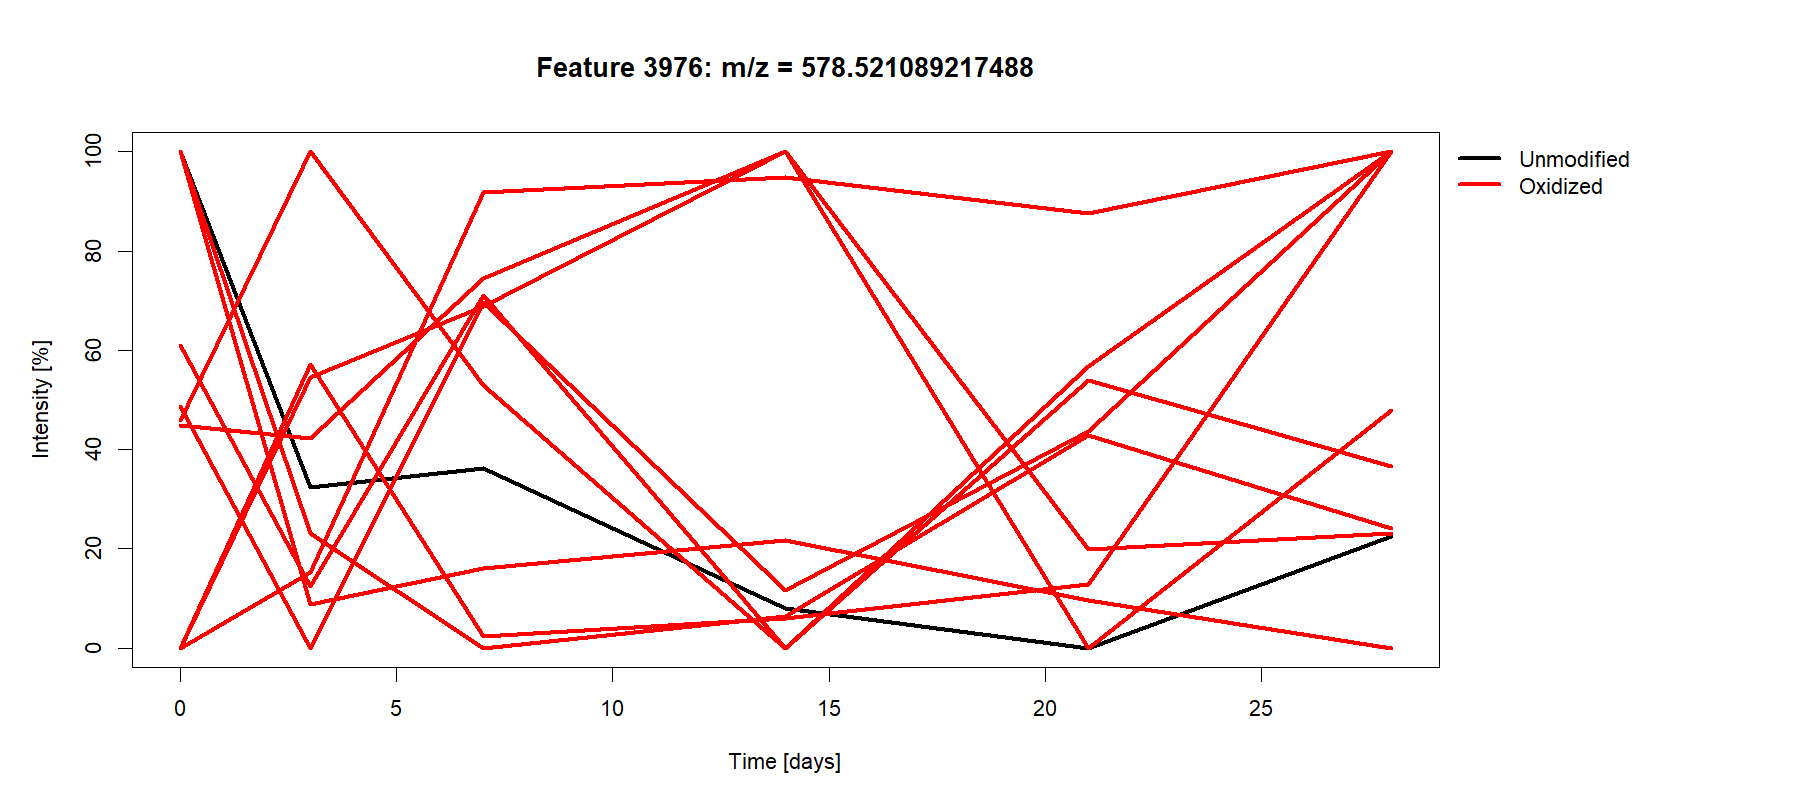 Feature 3976: m/z = 578.521089217488
Unmodified
Oxidized
Intensity [%]
100
80
60
40
20
0
0 5 10 15 20 25
Time [days]